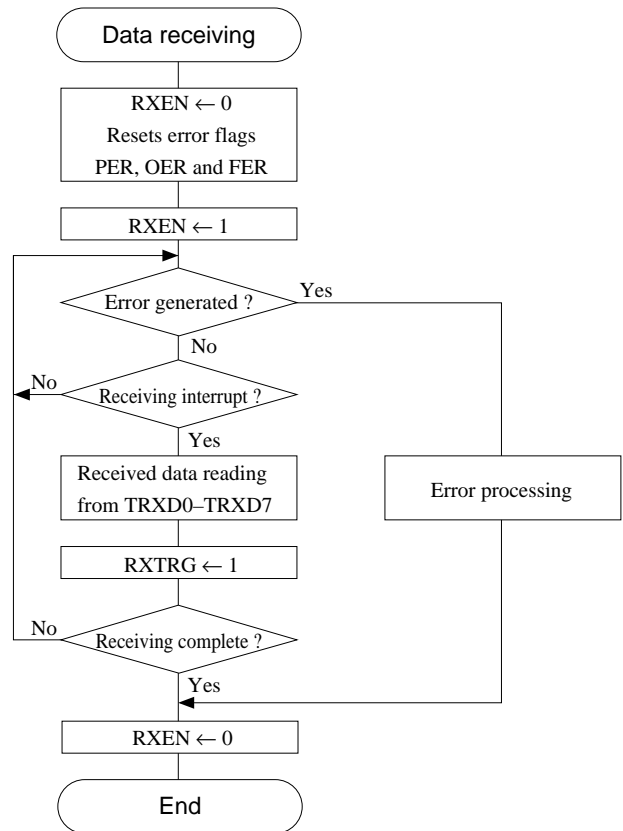 Data receiving
RXEN ← 0
Resets error flags
PER, OER and FER
RXEN ← 1
Error generated ?
Yes
No
No
Receiving interrupt ?
Yes
Received data reading
from TRXD0–TRXD7
Error processing
RXTRG ← 1
No
Receiving complete ?
Yes
RXEN ← 0
End